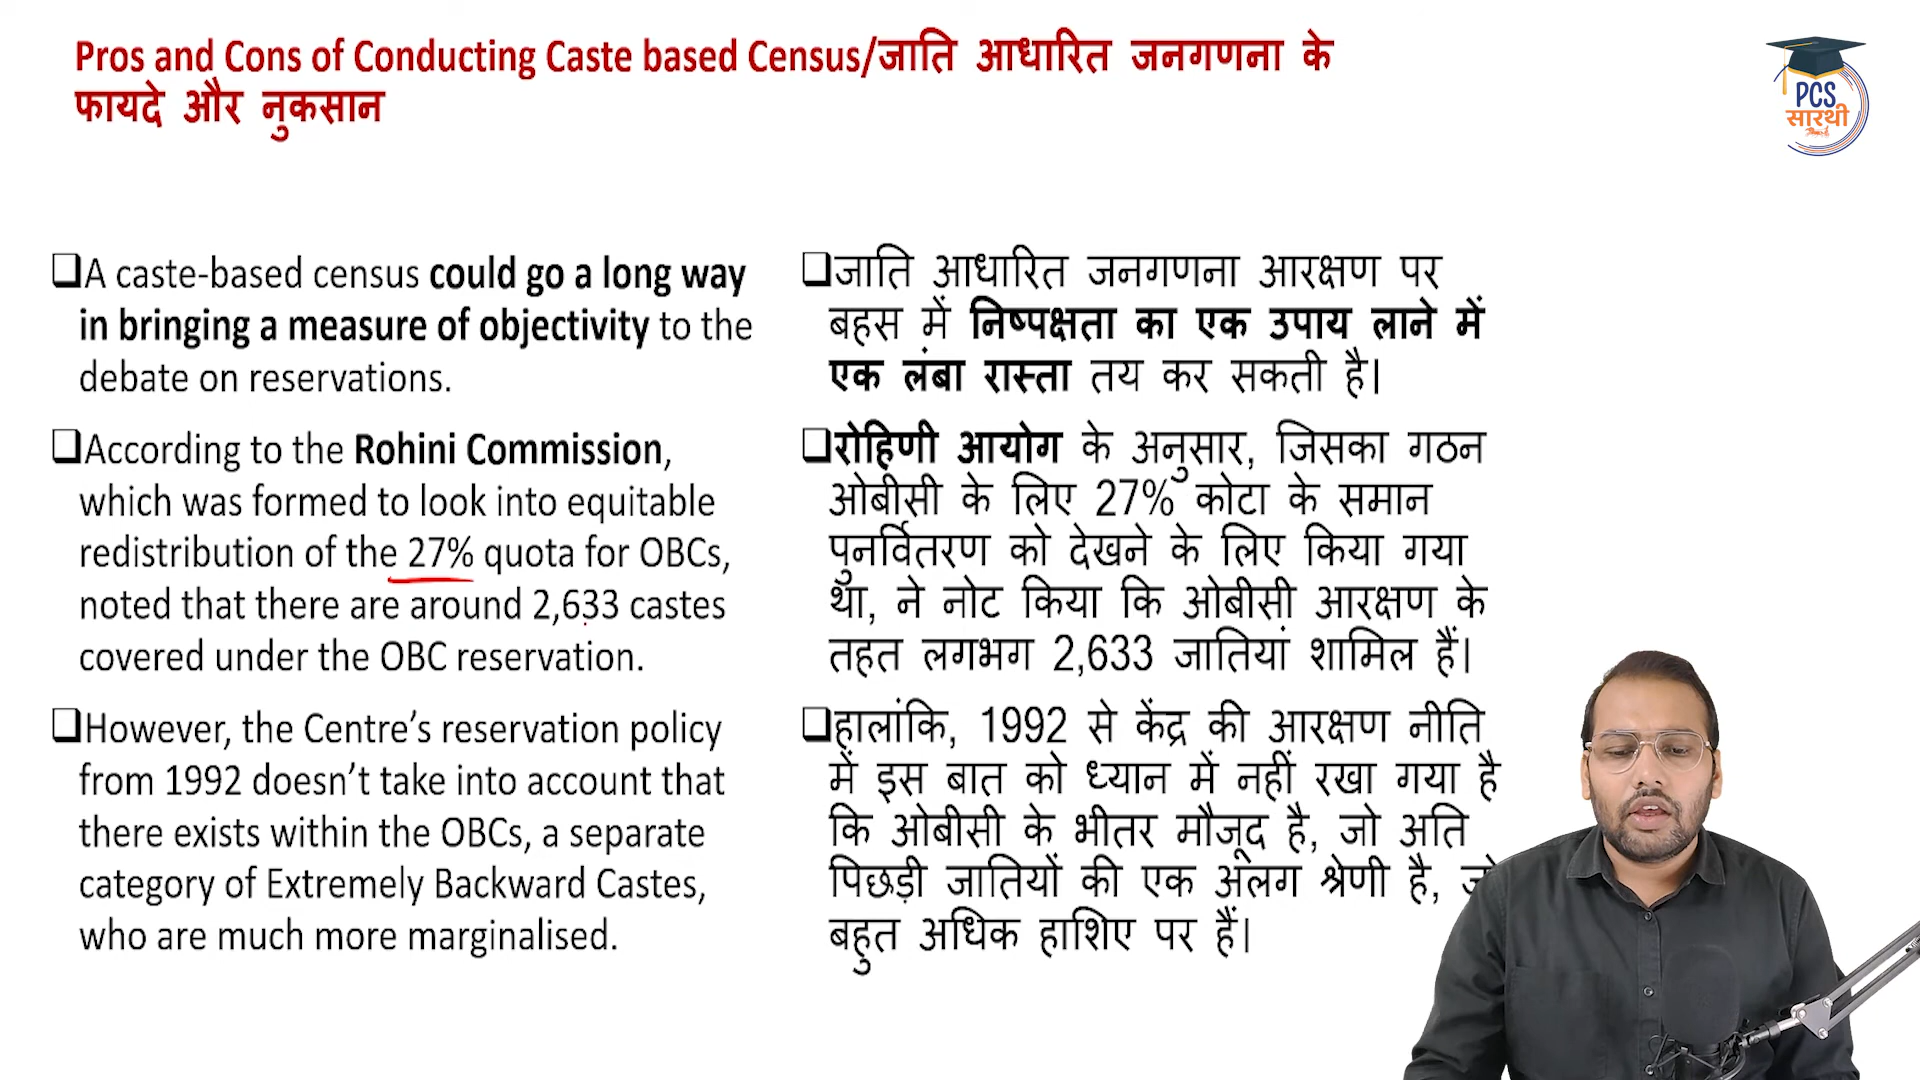 Pros and Cons of Conducting Caste based Census/जाति आधारित जनगणना के
फायदे और नुकसान
PCS
सारथी
A caste-based census could go a long way
in bringing a measure of objectivity to the
debate on reservations.
According to the Rohini Commission,
which was formed to look into equitable
redistribution of the 27% quota for OBCs,
noted that there are around 2,633 castes
covered under the OBC reservation.
However, the Centre’s reservation policy
from 1992 doesn’t take into account that
there exists within the OBCs, a separate
category of Extremely Backward Castes,
who are much more marginalised.
जाति आधारित जनगणना आरक्षण पर
बहस में निष्पक्षता का एक उपाय लाने में
एक लंबा रास्ता तय कर सकती है।
रोहिणी आयोग के अनुसार, जिसका गठन
ओबीसी के लिए 27% कोटा के समान
पुनर्वितरण को देखने के लिए किया गया
था, ने नोट किया कि ओबीसी आरक्षण के
तहत लगभग 2,633 जातियां शामिल हैं।
हालांकि, 1992 से केंद्र की आरक्षण नीति
में इस बात को ध्यान में नहीं रखा गया है
कि ओबीसी के भीतर मौजूद है, जो अति
पिछड़ी जातियों की एक अलग श्रेणी है,
बहुत अधिक हाशिए पर हैं।